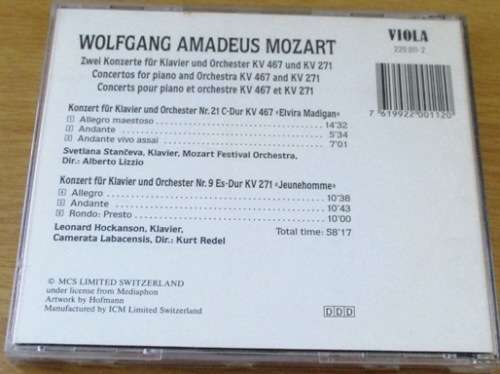 WOLFGANG AMADEUS MOZART
Zwei Konzerte für Klavier und Orchester KV 467 und KV 271
Concertos for piano and Orchestra KV 467 and KV 271
Concerts pour piano et orchestre KV 467 et KV 271
VIOLA
7 619922 001120
Konzert für Klavier und Orchester Nr. 21 C-Dur KV 467 «Elvira Madigan»
1 Allegro maestoso 14'32
2 Andante 5'34
3 Andante vivo assai 7'01
Svetlana Stančeva, Klavier, Mozart Festival Orchestra,
Dir.: Alberto Lizzio
Konzert für Klavier und Orchester Nr. 9 Es-Dur KV 271 «Jeunehomme»
4 Allegro 10'38
5 Andante 10'43
6 Rondo: Presto 10'00
Leonard Hockanson, Klavier, Total time: 58'17
Camerata Labacensis, Dir.: Kurt Redel
© MCS LIMITED SWITZERLAND
under license from Mediaphon
Artwork by Hofmann
Manufactured by ICM Limited Switzerland
DDD